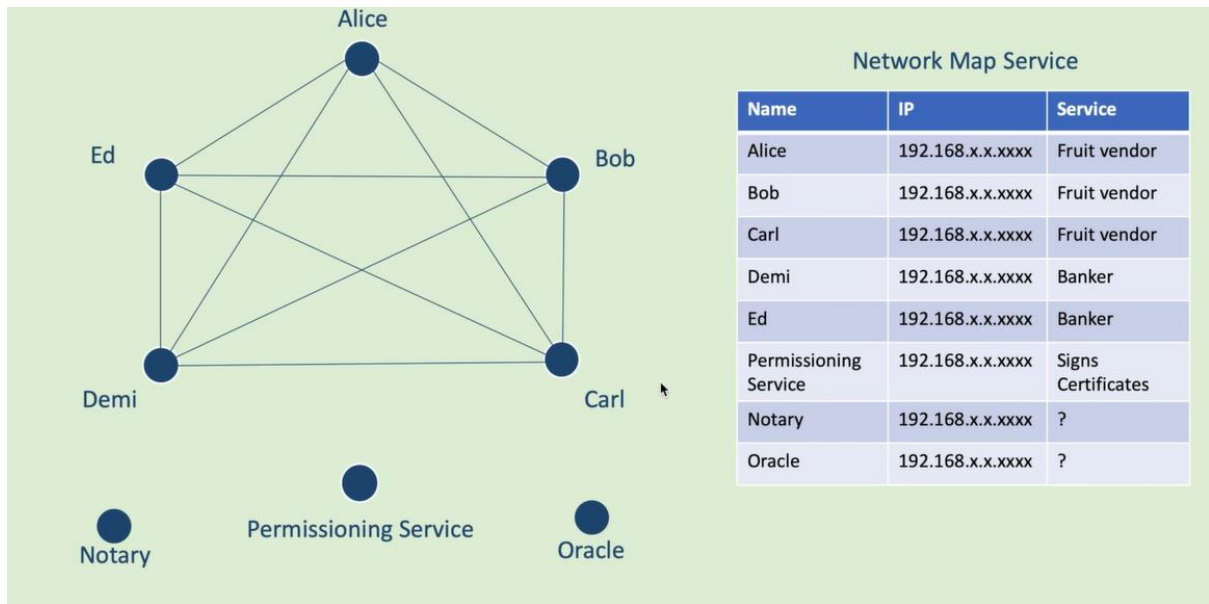 Alice
Ed
Bob
Demi
Carl
Permissioning Service
Notary
Oracle
Network Map Service
Name IP Service
Alice 192.168.x.x.xxxx Fruit vendor
Bob 192.168.x.x.xxxx Fruit vendor
Carl 192.168.x.x.xxxx Fruit vendor
Demi 192.168.x.x.xxxx Banker
Ed 192.168.x.x.xxxx Banker
Permissioning 192.168.x.x.xxxx Signs
Service Certificates
Notary 192.168.x.x.xxxx ?
Oracle 192.168.x.x.xxxx ?